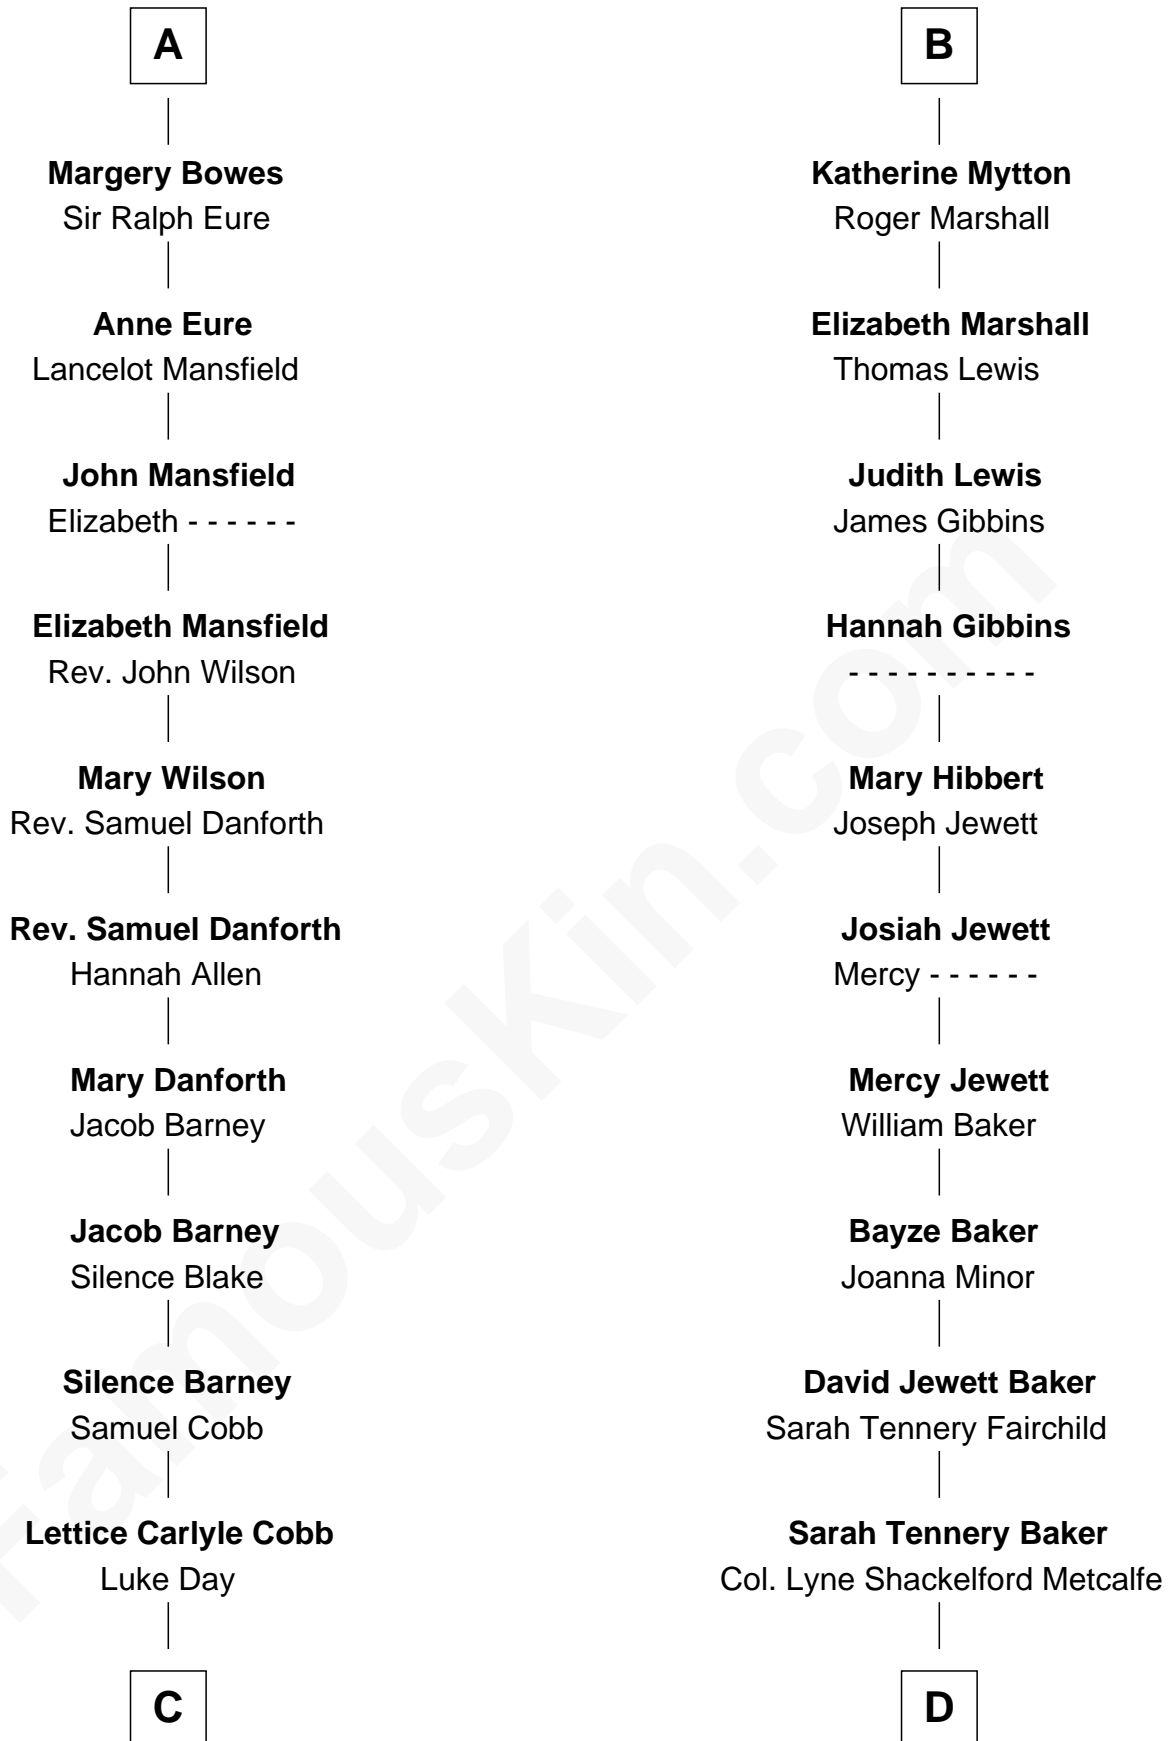 A
Margery Bowes
Sir Ralph Eure
Anne Eure
Lancelot Mansfield
John Mansfield
Elizabeth - - - - - -
Elizabeth Mansfield
Rev. John Wilson
Mary Wilson
Rev. Samuel Danforth
Rev. Samuel Danforth
Hannah Allen
Mary Danforth
Jacob Barney
Jacob Barney
Silence Blake
Silence Barney
Samuel Cobb
Lettice Carlyle Cobb
Luke Day
C
B
Katherine Mytton
Roger Marshall
Elizabeth Marshall
Thomas Lewis
Judith Lewis
James Gibbins
Hannah Gibbins
- - - - - - - - - -
Mary Hibbert
Joseph Jewett
Josiah Jewett
Mercy - - - - - -
Mercy Jewett
William Baker
Bayze Baker
Joanna Minor
David Jewett Baker
Sarah Tennery Fairchild
Sarah Tennery Baker
Col. Lyne Shackelford Metcalfe
D
FamousKin.com